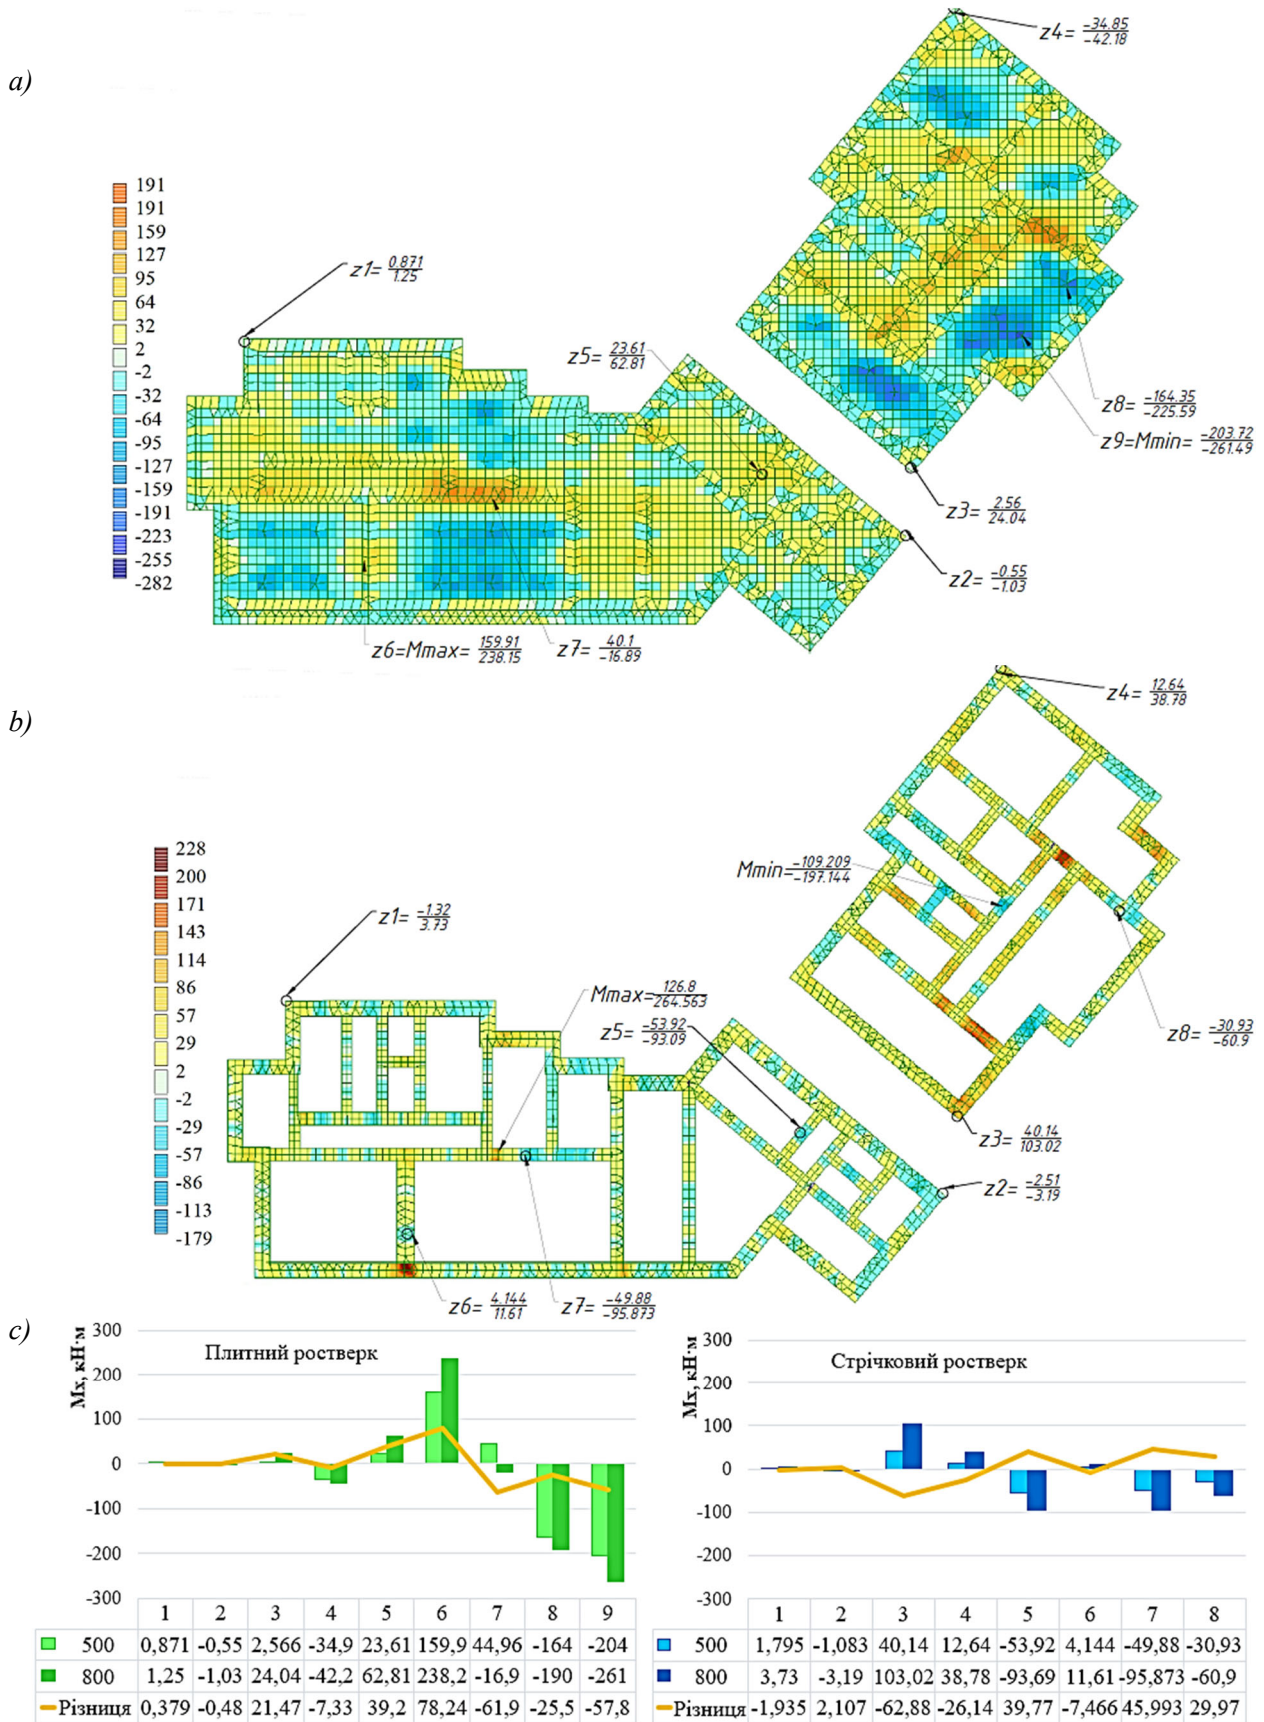 a)
z4= -34.85/-42.18
191
191
159
127
95
64
32
2
-2
-32
-64
-95
-127
-159
-191
-223
-255
-282
z1= 0.871/1.25
z5= 23.61/62.81
z8= -164.35/-225.59
z9=Mmin= -203.72/-261.49
z3= 2.56/24.04
z2= -0.55/-1.03
z6=Mmax= 159.91/238.15
z7= 40.1/-16.89
b)
z4= 12.64/38.78
228
200
171
143
114
86
57
29
2
-2
-29
-57
-86
-113
-179
Mmin= -109.209/-197.144
z1= -1.32/3.73
Mmax= 126.8/264.563
z5= -53.92/-93.09
z8= -30.93/-60.9
z3= 40.14/103.02
z2= -2.51/-3.19
z6= 4.144/11.61
z7= -49.88/-95.873
c)
Плитний ростверк
Mx, кН·м
300
200
100
0
-100
-200
-300
1 2 3 4 5 6 7 8 9
500 0,871 -0,55 2,566 -34,9 23,61 159,9 44,96 -164 -204
800 1,25 -1,03 24,04 -42,2 62,81 238,2 -16,9 -190 -261
Різниця 0,379 -0,48 21,47 -7,33 39,2 78,24 -61,9 -25,5 -57,8
Стрічковий ростверк
Mx, кН·м
300
200
100
0
-100
-200
-300
1 2 3 4 5 6 7 8
500 1,795 -1,083 40,14 12,64 -53,92 4,144 -49,88 -30,93
800 3,73 -3,19 103,02 38,78 -93,69 11,61 -95,873 -60,9
Різниця -1,935 2,107 -62,88 -26,14 39,77 -7,466 45,993 29,97